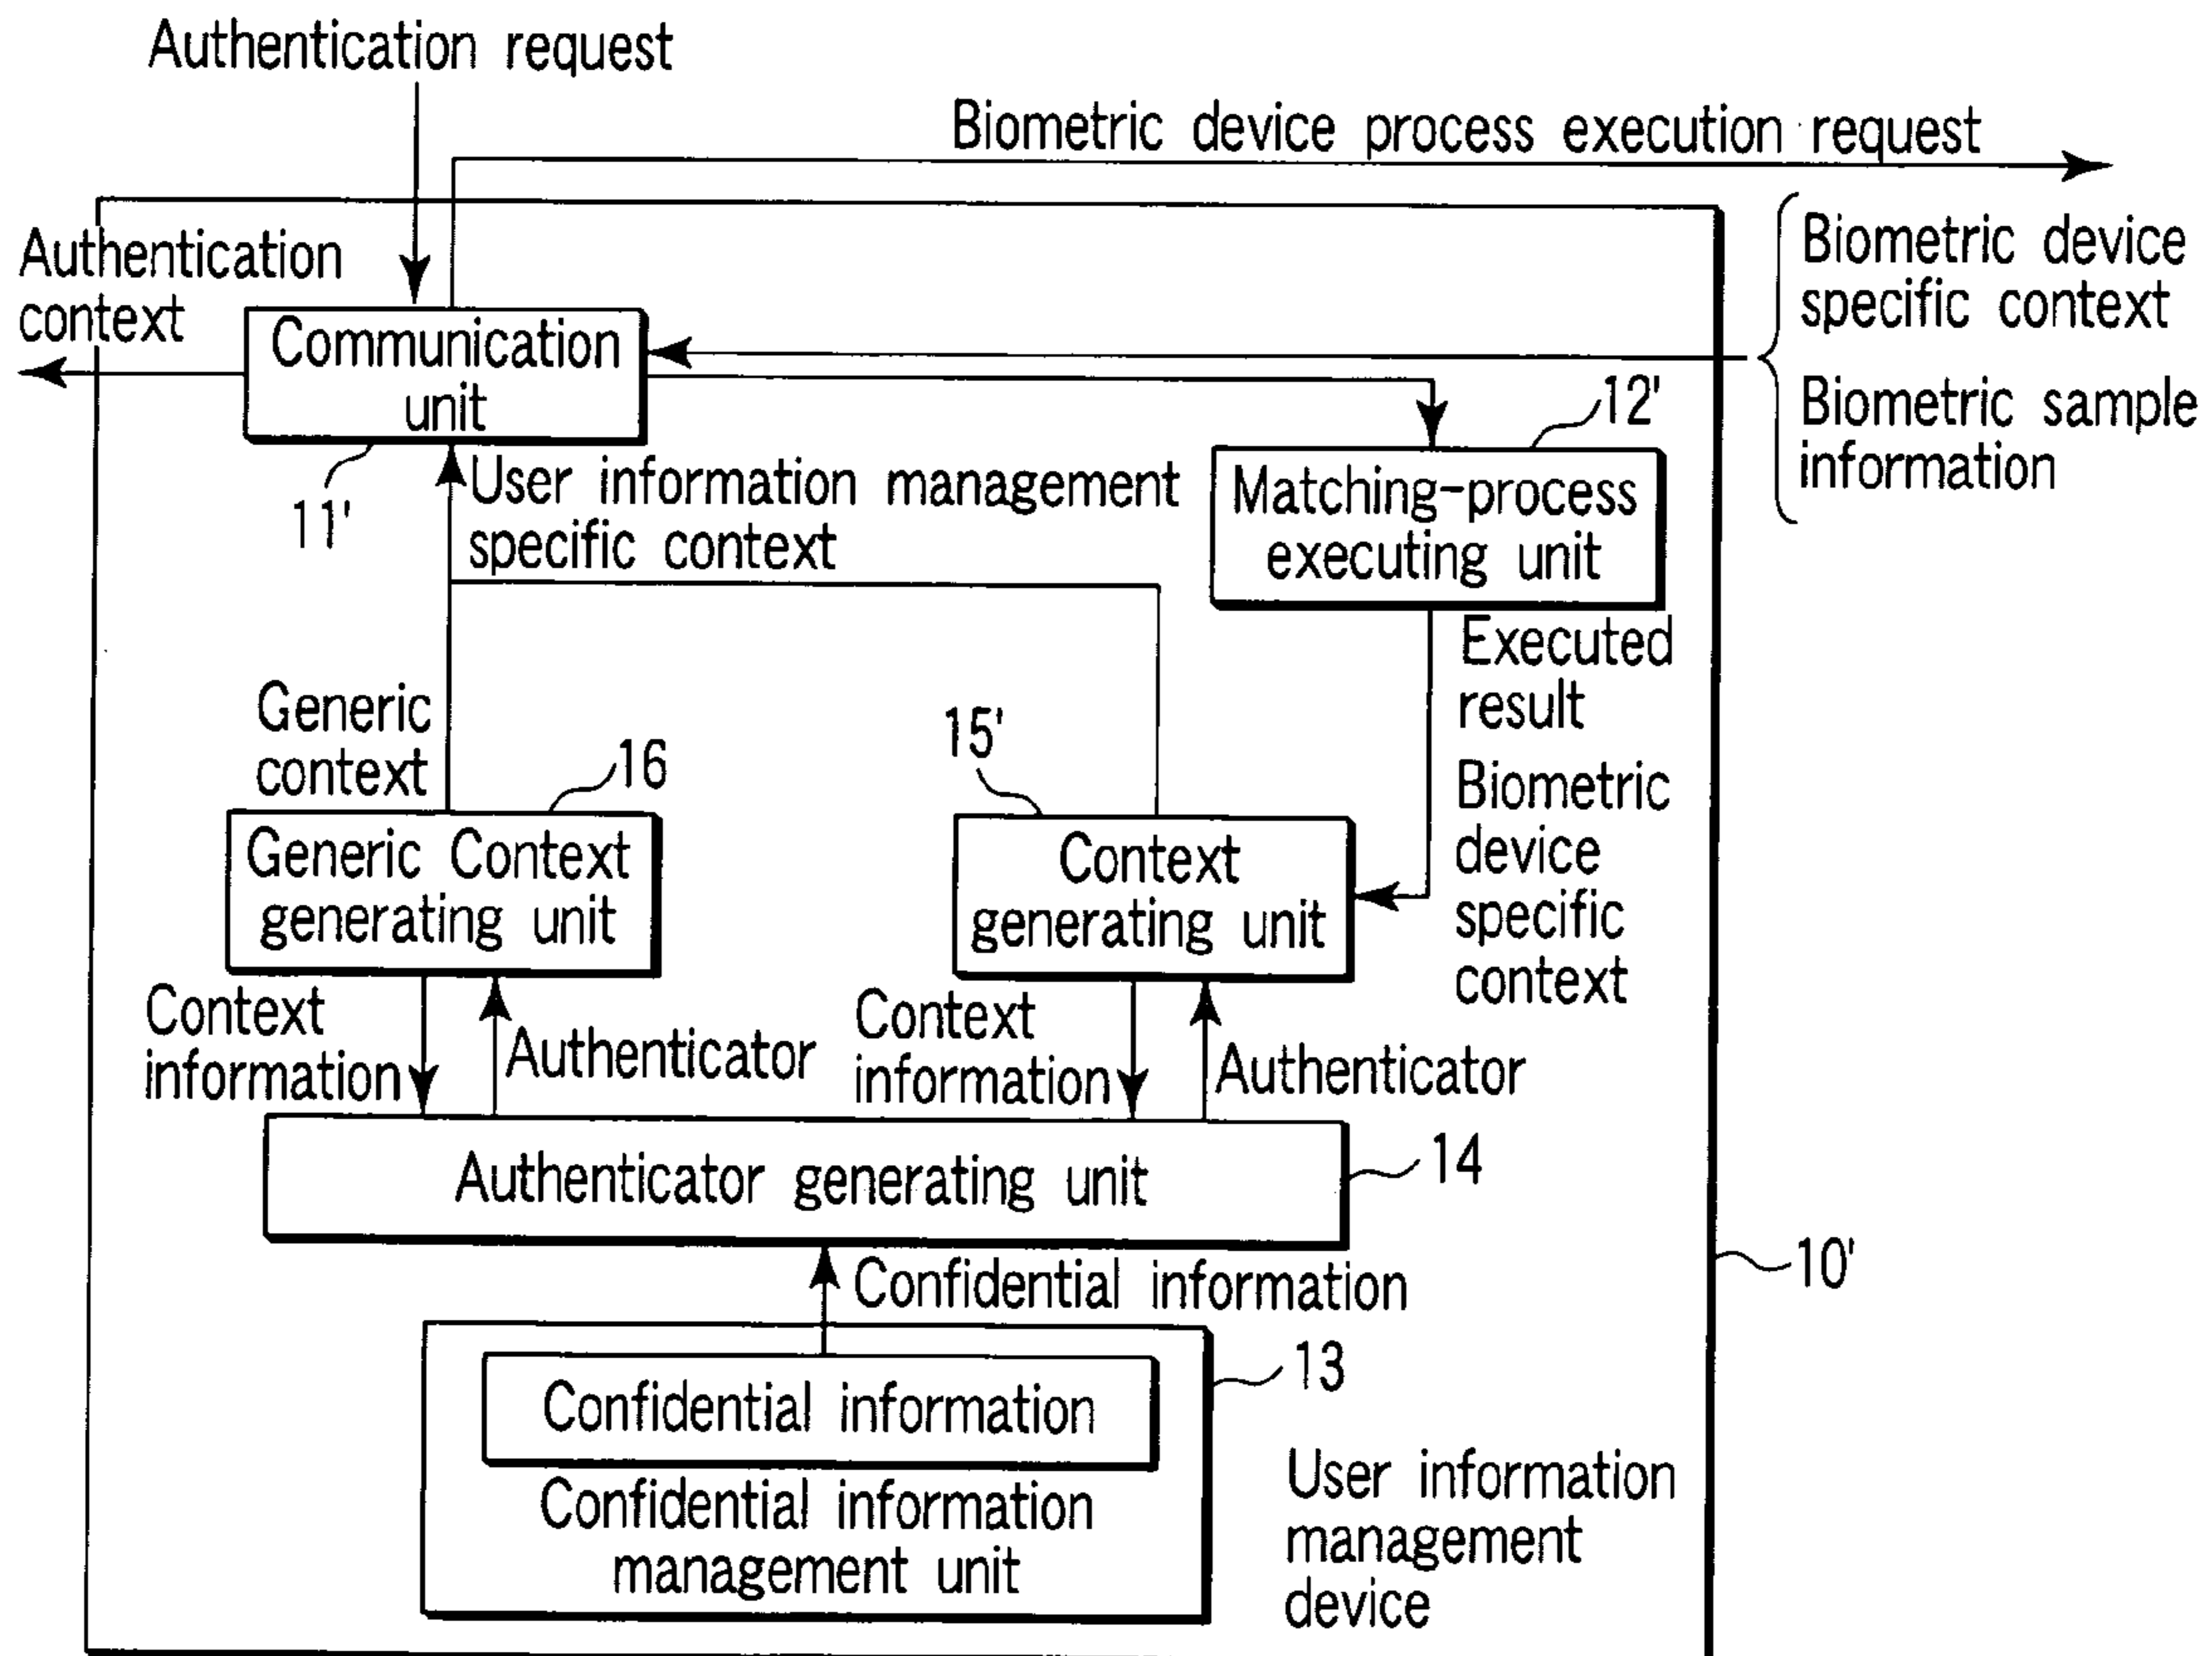 Authentication request
Biometric device process execution request
Authentication
context
Biometric device
specific context
Biometric sample
information
Communication
unit
11'
12'
Matching-process
executing unit
User information management
specific context
Executed
result
Generic
context
16
15'
Biometric
device
specific
context
Generic Context
generating unit
Context
generating unit
Context
information
Authenticator
Context
information
Authenticator
Authenticator generating unit
14
Confidential information
10'
13
Confidential information
Confidential information
management unit
User information
management
device